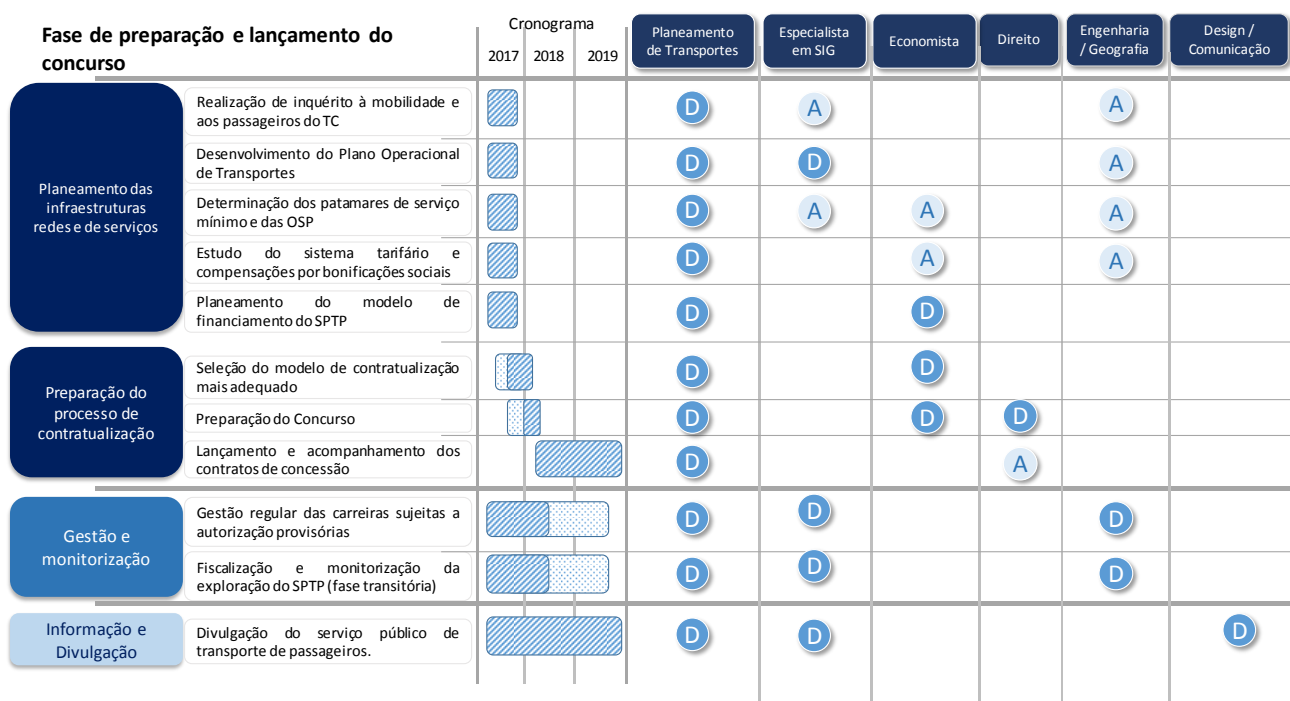 Fase de preparação e lançamento do
concurso
Cronograma
2017 2018 2019
Planeamento
de Transportes
Especialista
em SIG
Economista
Direito
Engenharia
/ Geografia
Design /
Comunicação
Planeamento das
infraestruturas
redes e de serviços
Realização de inquérito à mobilidade e
aos passageiros do TC
D A A
Desenvolvimento do Plano Operacional
de Transportes
D D A
Determinação dos patamares de serviço
mínimo e das OSP
D A A A
Estudo do sistema tarifário e
compensações por bonificações sociais
D A A
Planeamento do modelo de
financiamento do SPTP
D D
Preparação do
processo de
contratualização
Seleção do modelo de contratualização
mais adequado
D D
Preparação do Concurso
D D D
Lançamento e acompanhamento dos
contratos de concessão
D A
Gestão e
monitorização
Gestão regular das carreiras sujeitas a
autorização provisórias
D D D
Fiscalização e monitorização da
exploração do SPTP (fase transitória)
D D D
Informação e
Divulgação
Divulgação do serviço público de
transporte de passageiros.
D D D